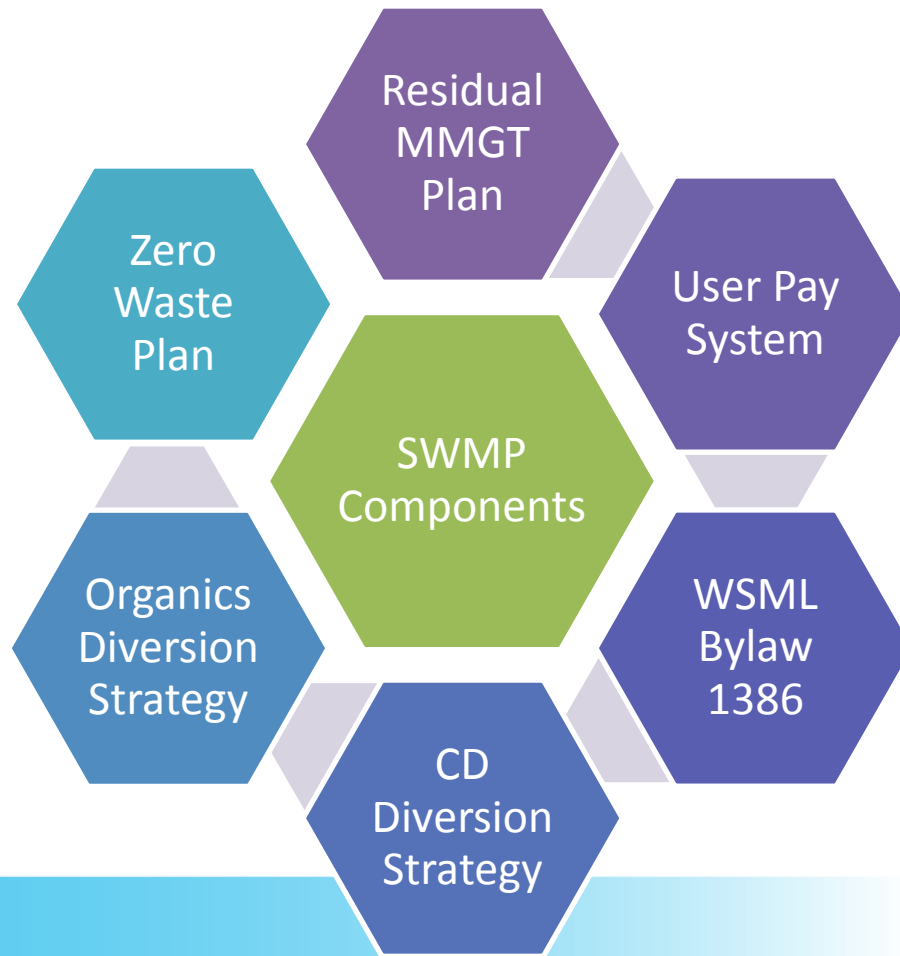 Residual
MMGT
Plan
Zero
Waste
Plan
User Pay
System
SWMP
Components
Organics
Diversion
Strategy
WSML
Bylaw
1386
CD
Diversion
Strategy